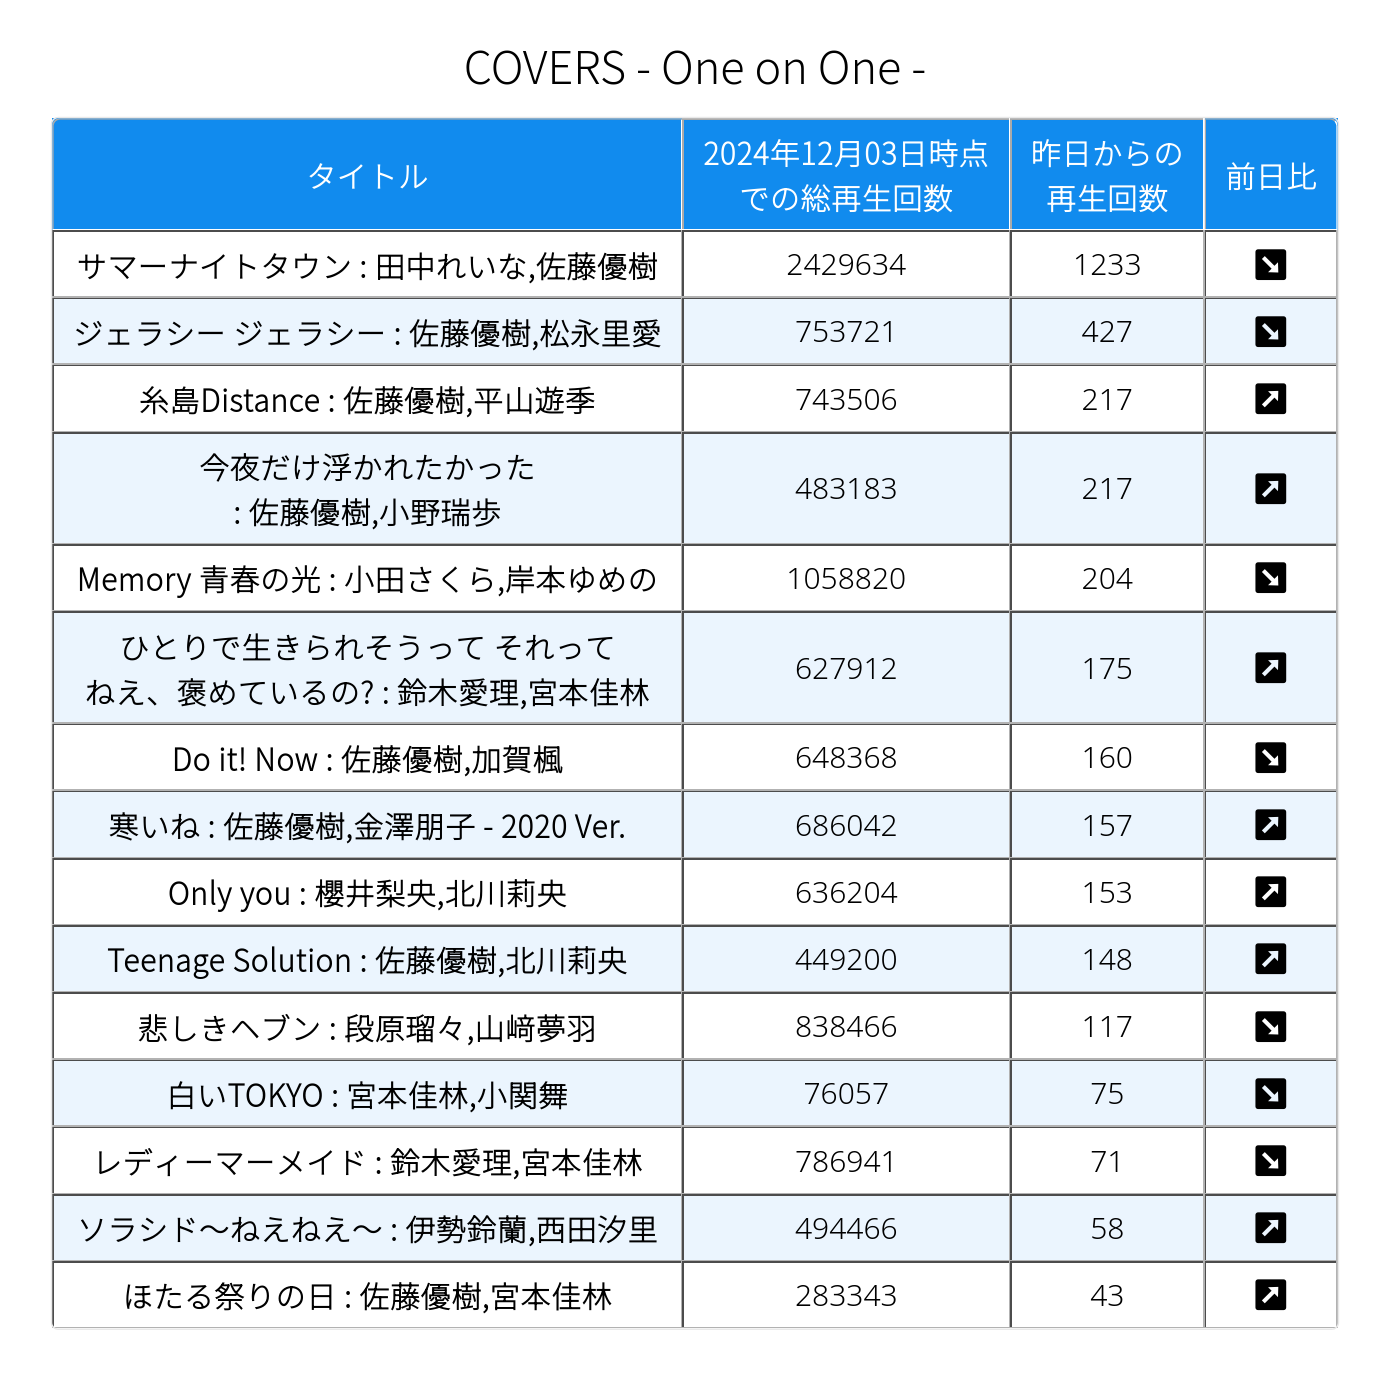 COVERS - One on One -
タイトル
2024年12月03日時点
での総再生回数
昨日からの
再生回数
前日比
サマーナイトタウン : 田中れいな,佐藤優樹 2429634 1233
ジェラシー ジェラシー : 佐藤優樹,松永里愛 753721 427
糸島Distance : 佐藤優樹,平山遊季 743506 217
今夜だけ浮かれたかった
: 佐藤優樹,小野瑞歩 483183 217
Memory 青春の光 : 小田さくら,岸本ゆめの 1058820 204
ひとりで生きられそうって それって
ねえ、褒めているの? : 鈴木愛理,宮本佳林 627912 175
Do it! Now : 佐藤優樹,加賀楓 648368 160
寒いね : 佐藤優樹,金澤朋子 - 2020 Ver. 686042 157
Only you : 櫻井梨央,北川莉央 636204 153
Teenage Solution : 佐藤優樹,北川莉央 449200 148
悲しきヘブン : 段原瑠々,山﨑夢羽 838466 117
白いTOKYO : 宮本佳林,小関舞 76057 75
レディーマーメイド : 鈴木愛理,宮本佳林 786941 71
ソラシド～ねえねえ～ : 伊勢鈴蘭,西田汐里 494466 58
ほたる祭りの日 : 佐藤優樹,宮本佳林 283343 43